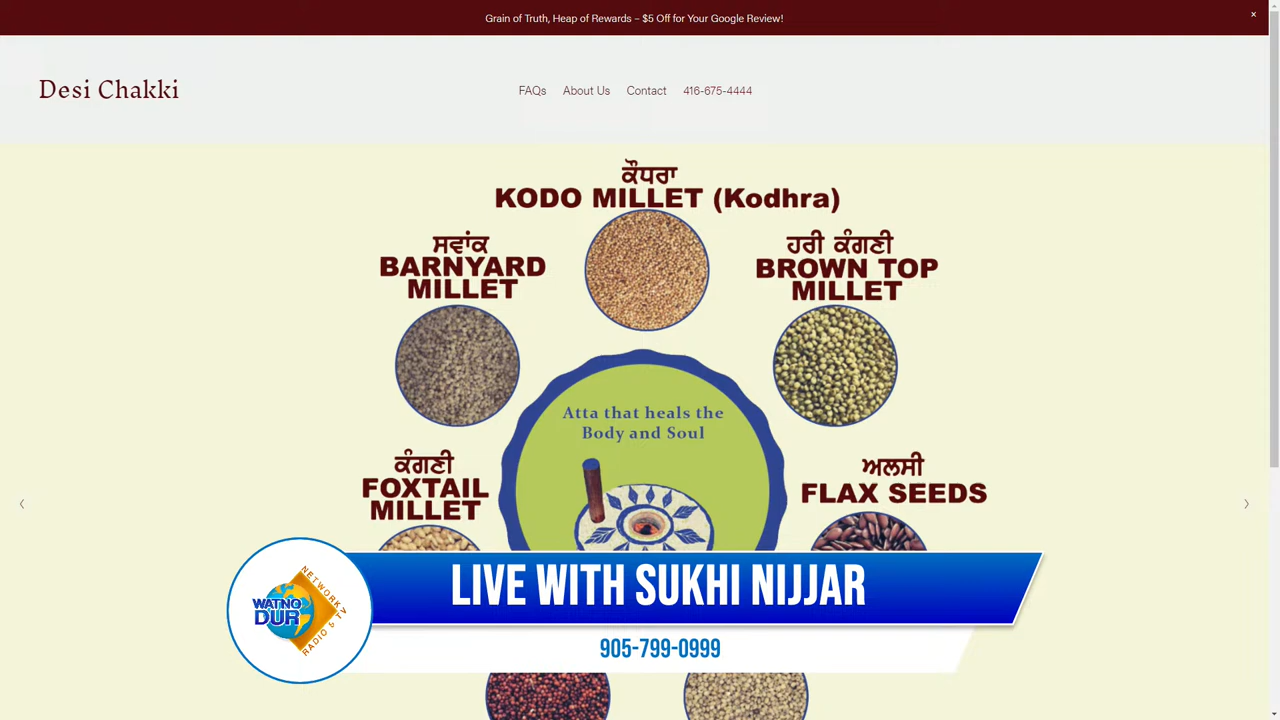 Grain of Truth, Heap of Rewards – $5 Off for Your Google Review!
×
Desi Chakki
FAQs
About Us
Contact
416-675-4444
ਕੌਧਰਾ
KODO MILLET (Kodhra)
ਸਵਾਂਕ
BARNYARD
MILLET
ਹਰੀ ਕੰਗਣੀ
BROWN TOP
MILLET
Atta that heals the
Body and Soul
ਕੰਗਣੀ
FOXTAIL
MILLET
ਅਲਸੀ
FLAX SEEDS
NETWORK
WATNO
DUR
RADIO & TV
LIVE WITH SUKHI NIJJAR
905-799-0999